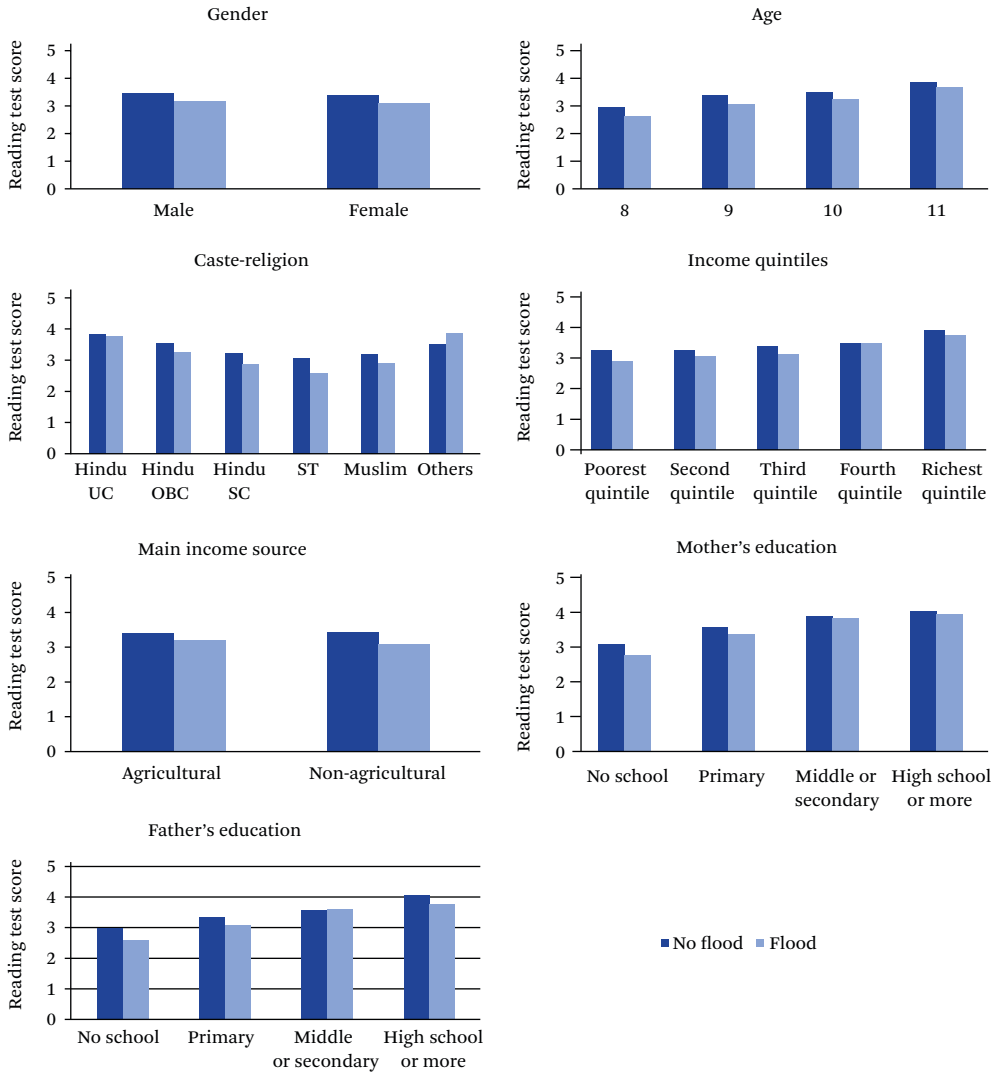 Gender
Reading test score
5
4
3
2
1
0
Male Female
Age
Reading test score
5
4
3
2
1
0
8 9 10 11
Caste-religion
Reading test score
5
4
3
2
1
0
Hindu Hindu Hindu ST Muslim Others
UC OBC SC
Income quintiles
Reading test score
5
4
3
2
1
0
Poorest Second Third Fourth Richest
quintile quintile quintile quintile quintile
Main income source
Reading test score
5
4
3
2
1
0
Agricultural Non-agricultural
Mother's education
Reading test score
5
4
3
2
1
0
No school Primary Middle or High school
secondary or more
Father's education
Reading test score
5
4
3
2
1
0
No school Primary Middle High school
or secondary or more
No flood Flood